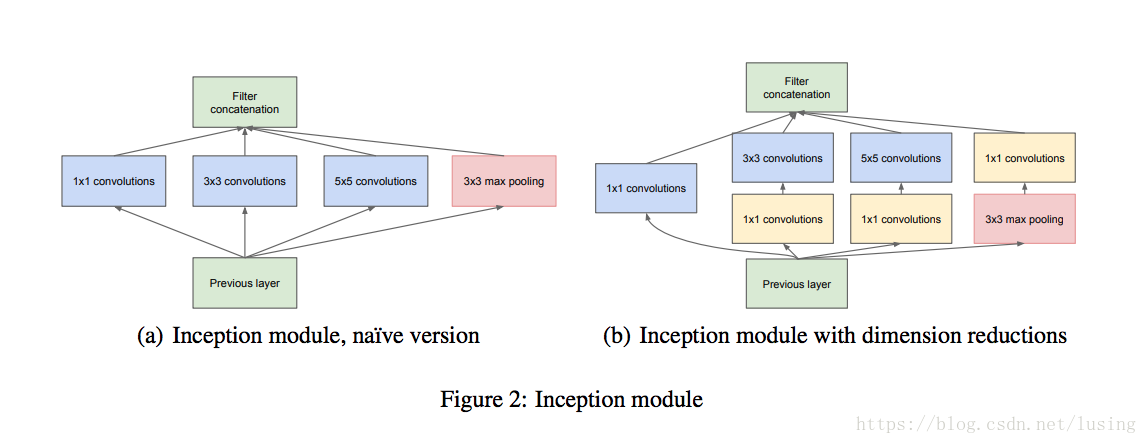 Filter
concatenation
1x1 convolutions
3x3 convolutions
5x5 convolutions
3x3 max pooling
Previous layer
(a) Inception module, naïve version
Filter
concatenation
3x3 convolutions
5x5 convolutions
1x1 convolutions
1x1 convolutions
1x1 convolutions
1x1 convolutions
3x3 max pooling
Previous layer
(b) Inception module with dimension reductions
Figure 2: Inception module
https://blog.csdn.net/lusing